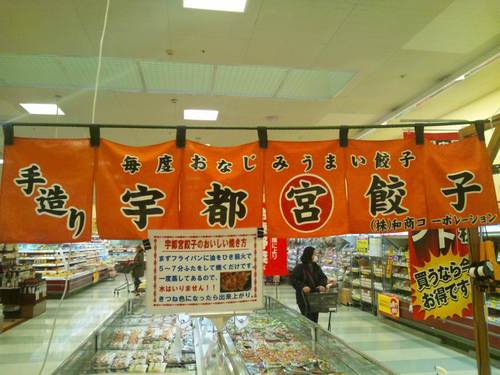 毎度おなじみうまい餃子
手造り
宇都宮餃子
(株)和商コーポレーション
宇都宮餃子のおいしい焼き方
まずフライパンに油をひき弱火で
5~7分ふたをして焼くだけです
一度蒸してあるので、
水はいりません!!
きつね色になったら出来上がり。
買うなら今
お得です